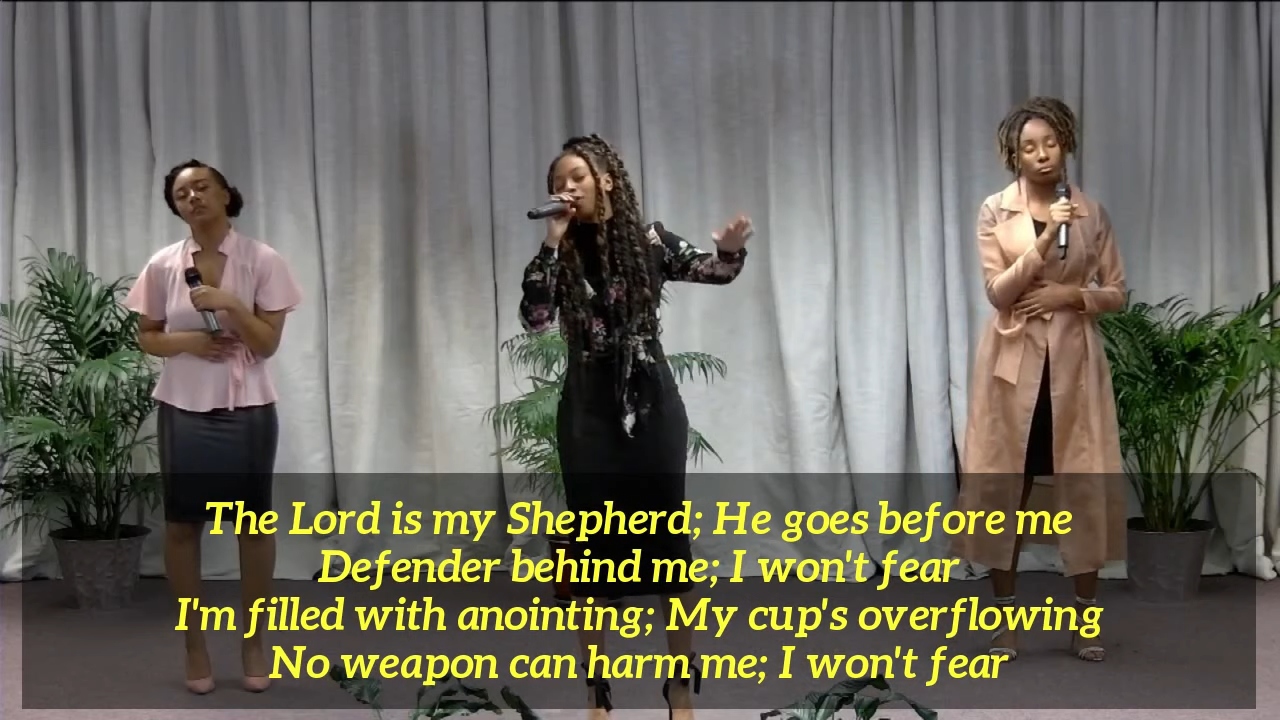 The Lord is my Shepherd; He goes before me
Defender behind me; I won't fear
I'm filled with anointing; My cup's overflowing
No weapon can harm me; I won't fear